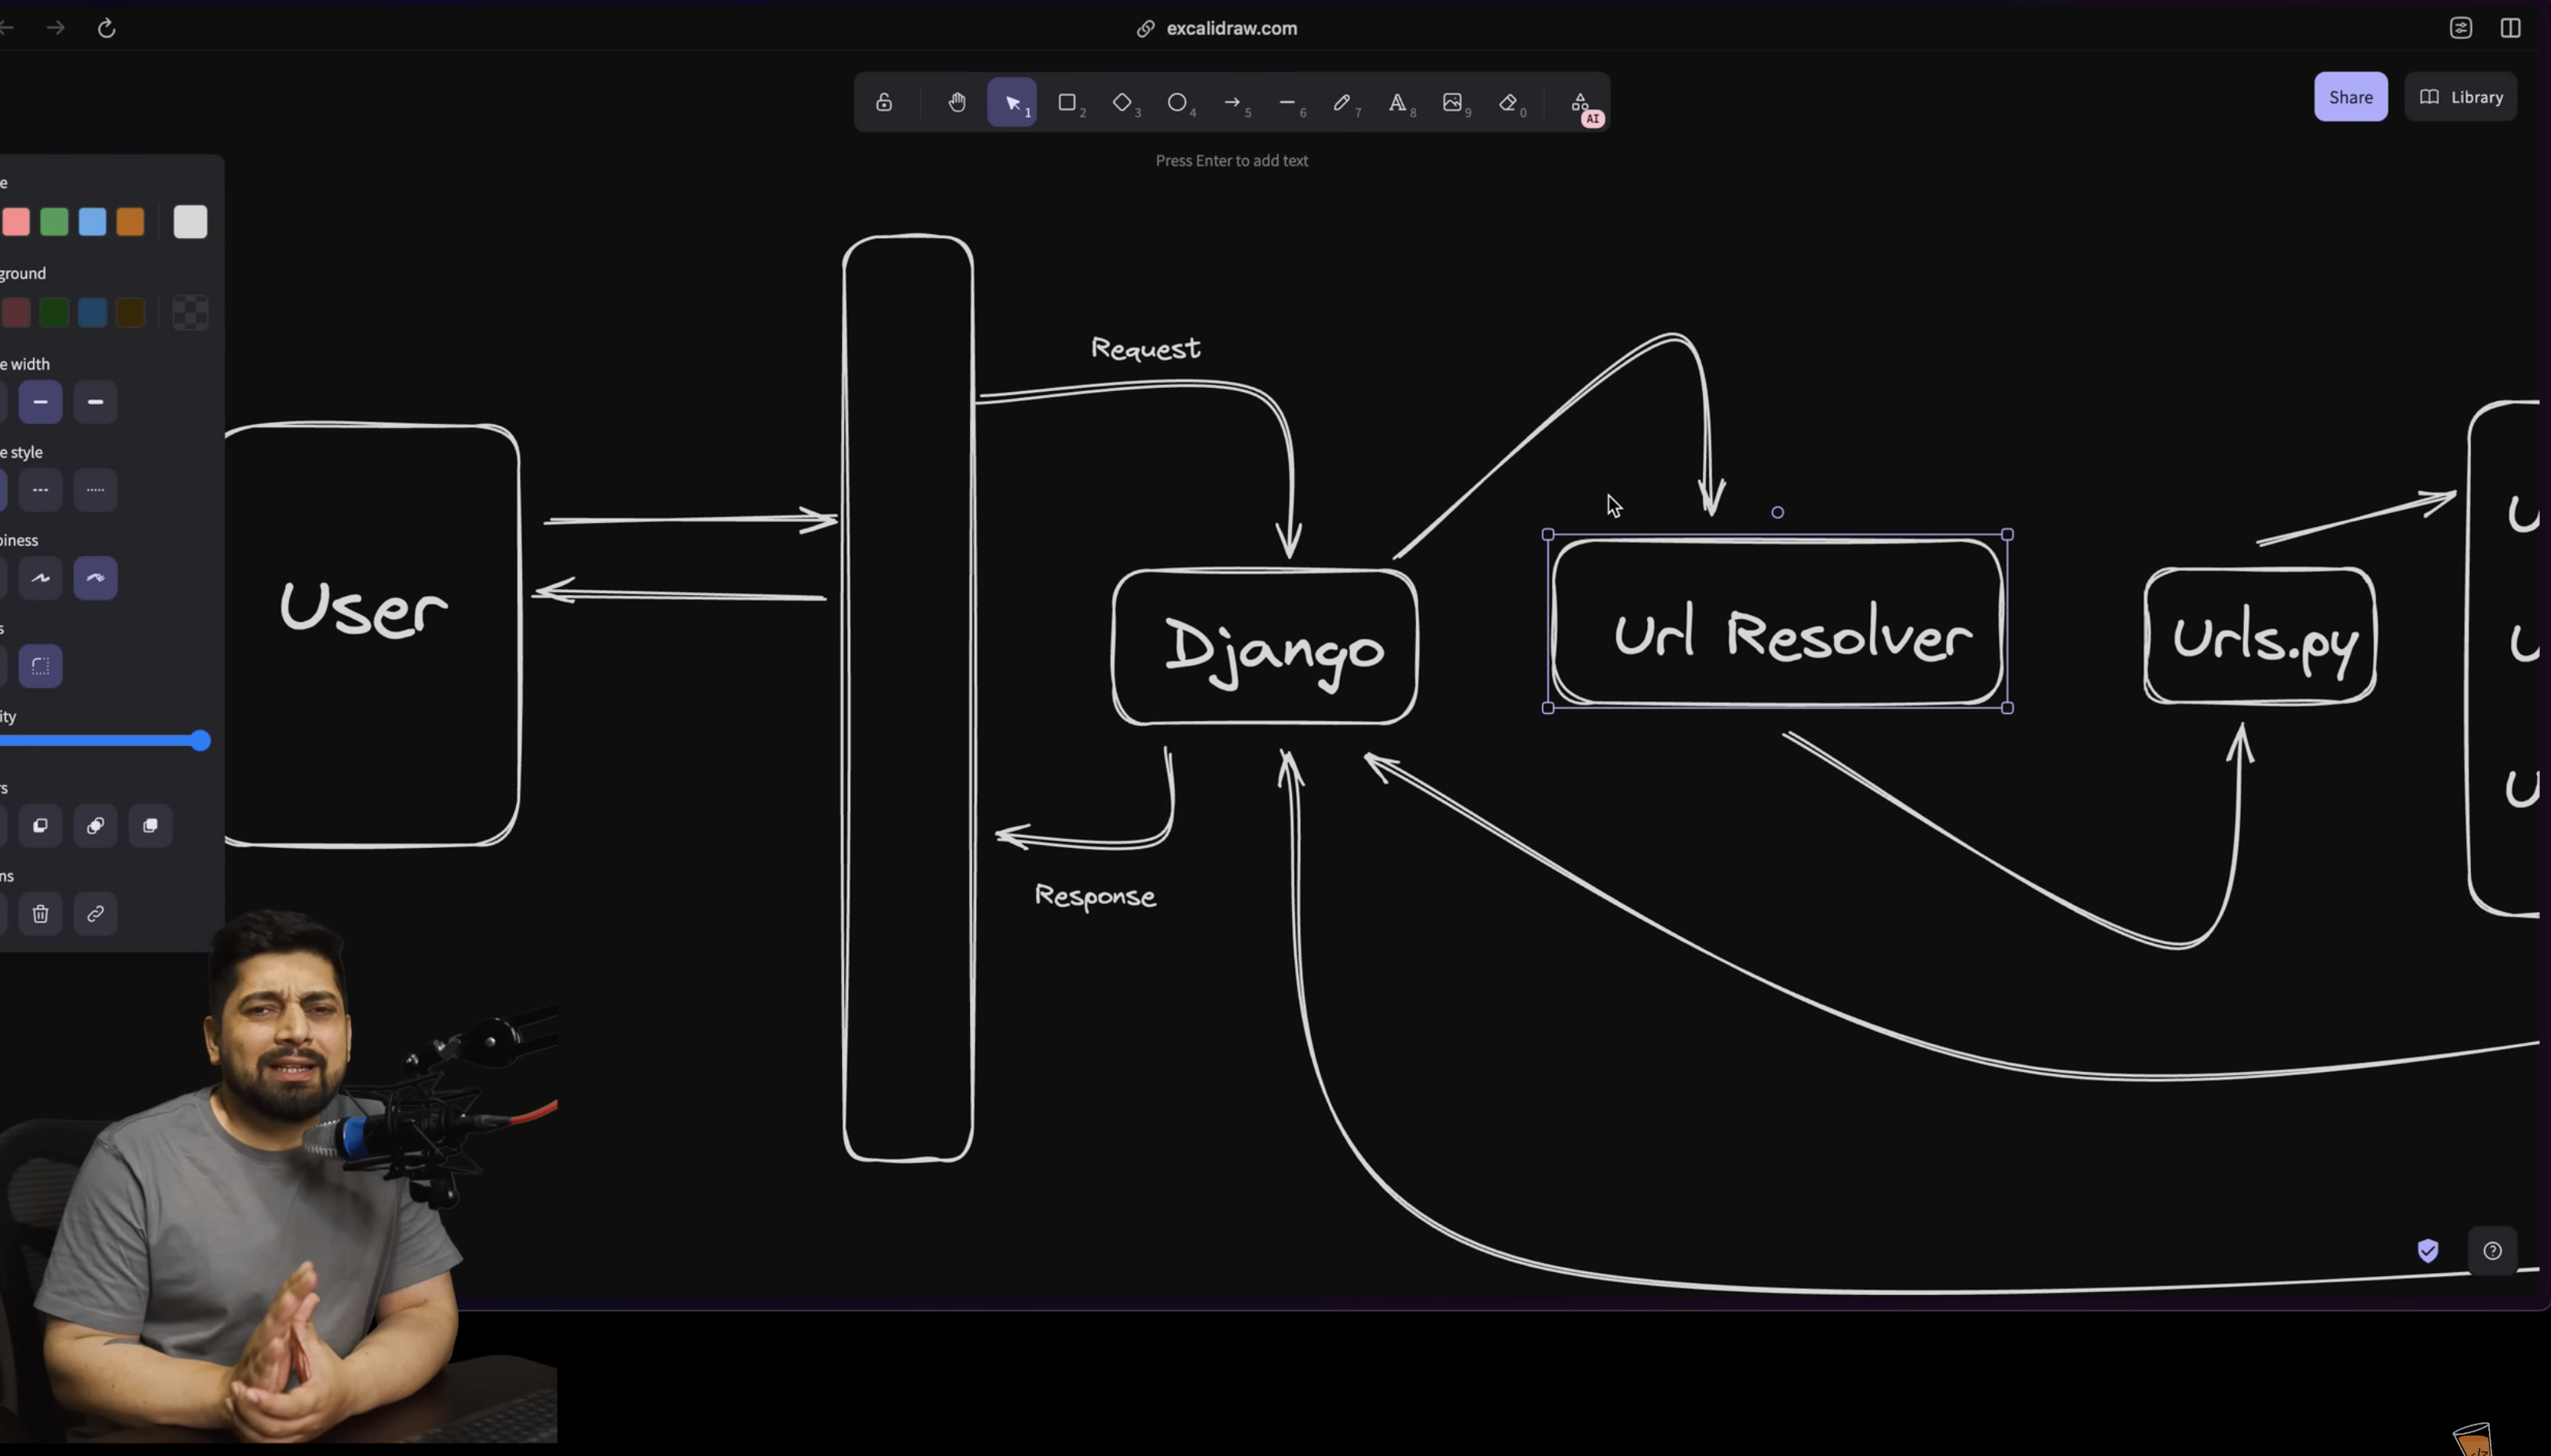 excalidraw.com
1
2
3
4
5
6
7
8
9
0
AI
Share
Library
Press Enter to add text
e
ground
e width
e style
piness
s
ity
rs
ns
Request
User
Django
Url Resolver
Urls.py
U
U
U
Response